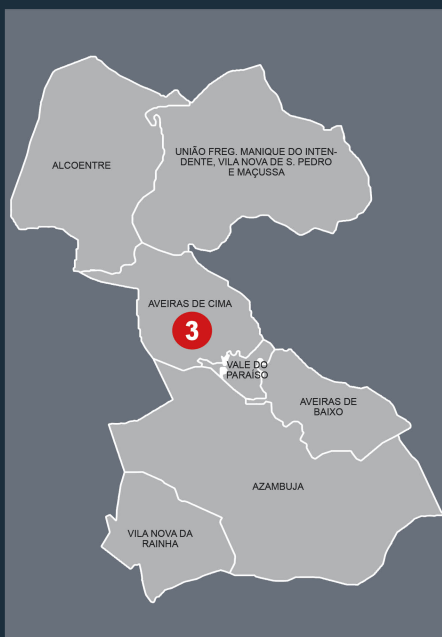 ALCOENTRE
UNIÃO FREG. MANIQUE DO INTEN-
DENTE, VILA NOVA DE S. PEDRO
E MAÇUSSA
AVEIRAS DE CIMA
3
VALE DO
PARAÍSO
AVEIRAS DE
BAIXO
AZAMBUJA
VILA NOVA DA
RAINHA